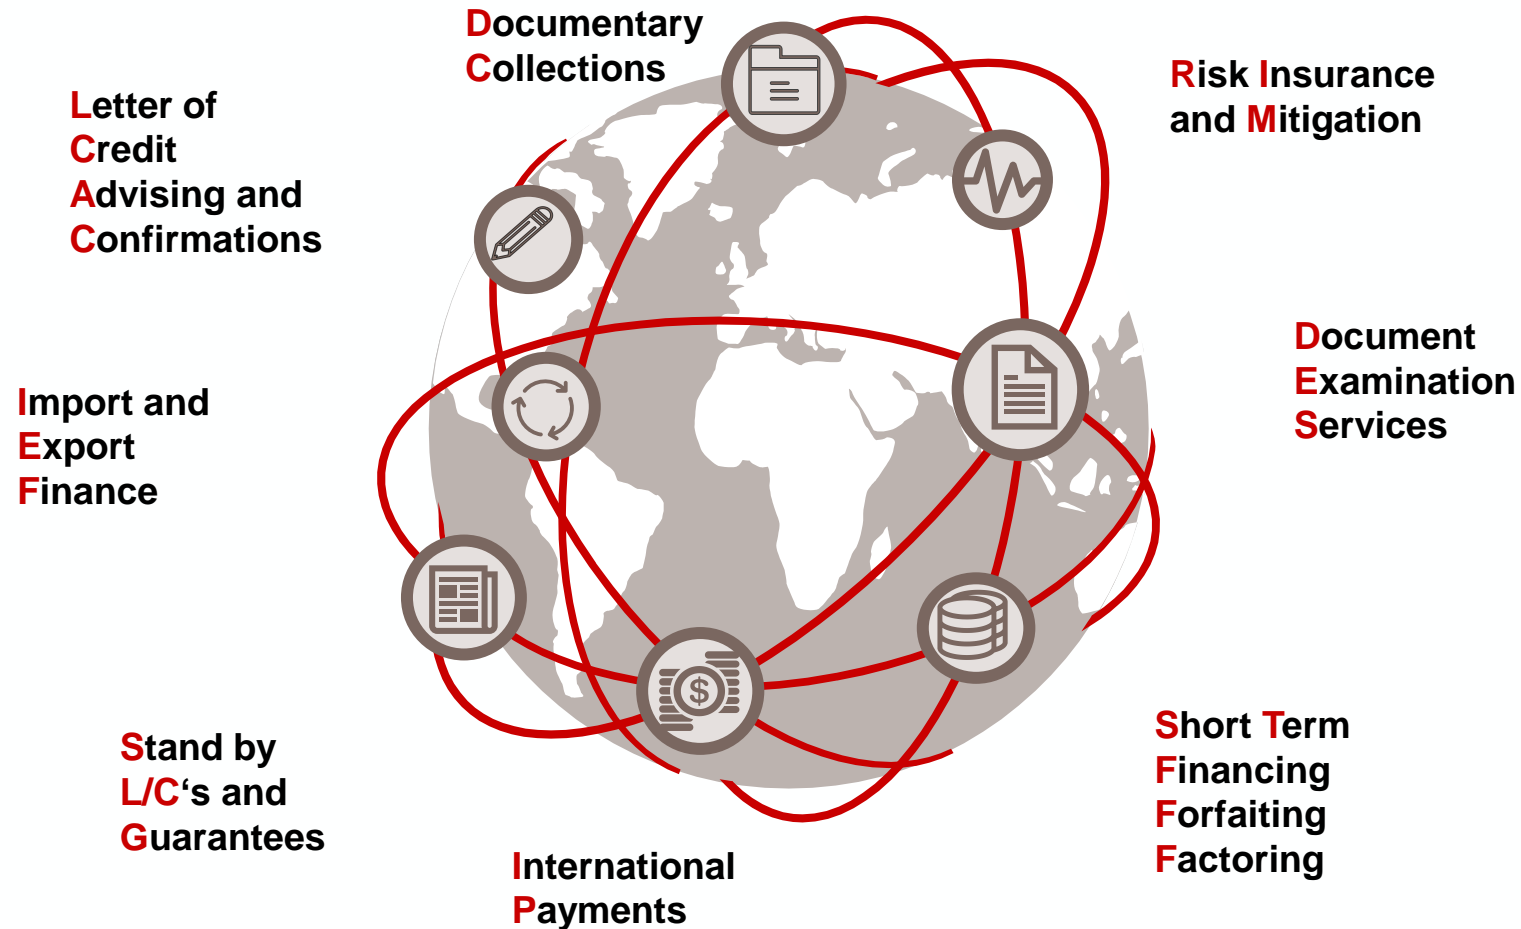 Documentary
Collections
Risk Insurance
and Mitigation
Letter of
Credit
Advising and
Confirmations
Document
Examination
Services
Import and
Export
Finance
$
Short Term
Financing
Forfaiting
Factoring
Stand by
L/C‘s and
Guarantees
International
Payments